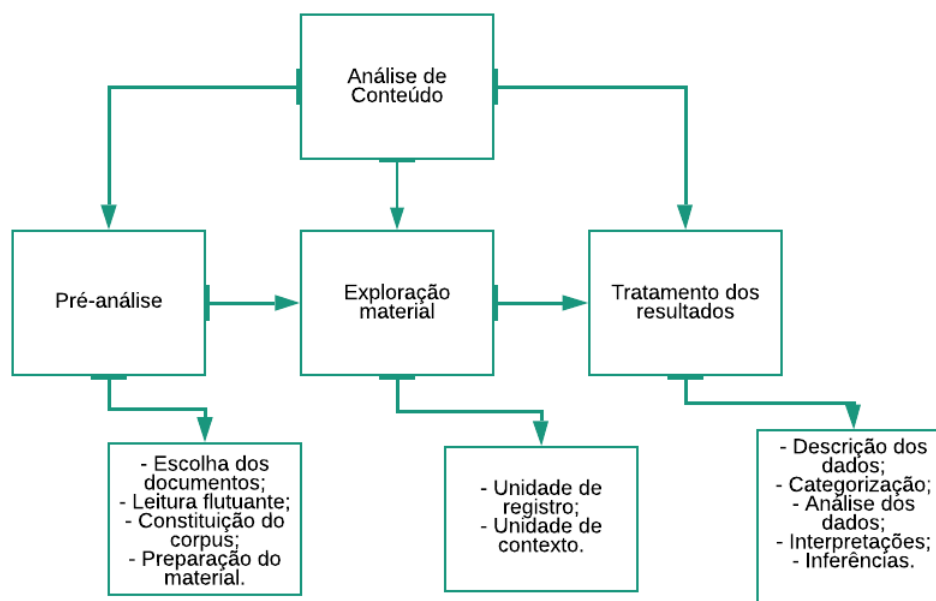 Análise de
Conteúdo
Pré-análise
Exploração
material
Tratamento dos
resultados
- Escolha dos
documentos;
- Leitura flutuante;
- Constituição do
corpus;
- Preparação do
material.
- Unidade de
registro;
- Unidade de
contexto.
- Descrição dos
dados;
- Categorização;
- Análise dos
dados;
- Interpretações;
- Inferências.